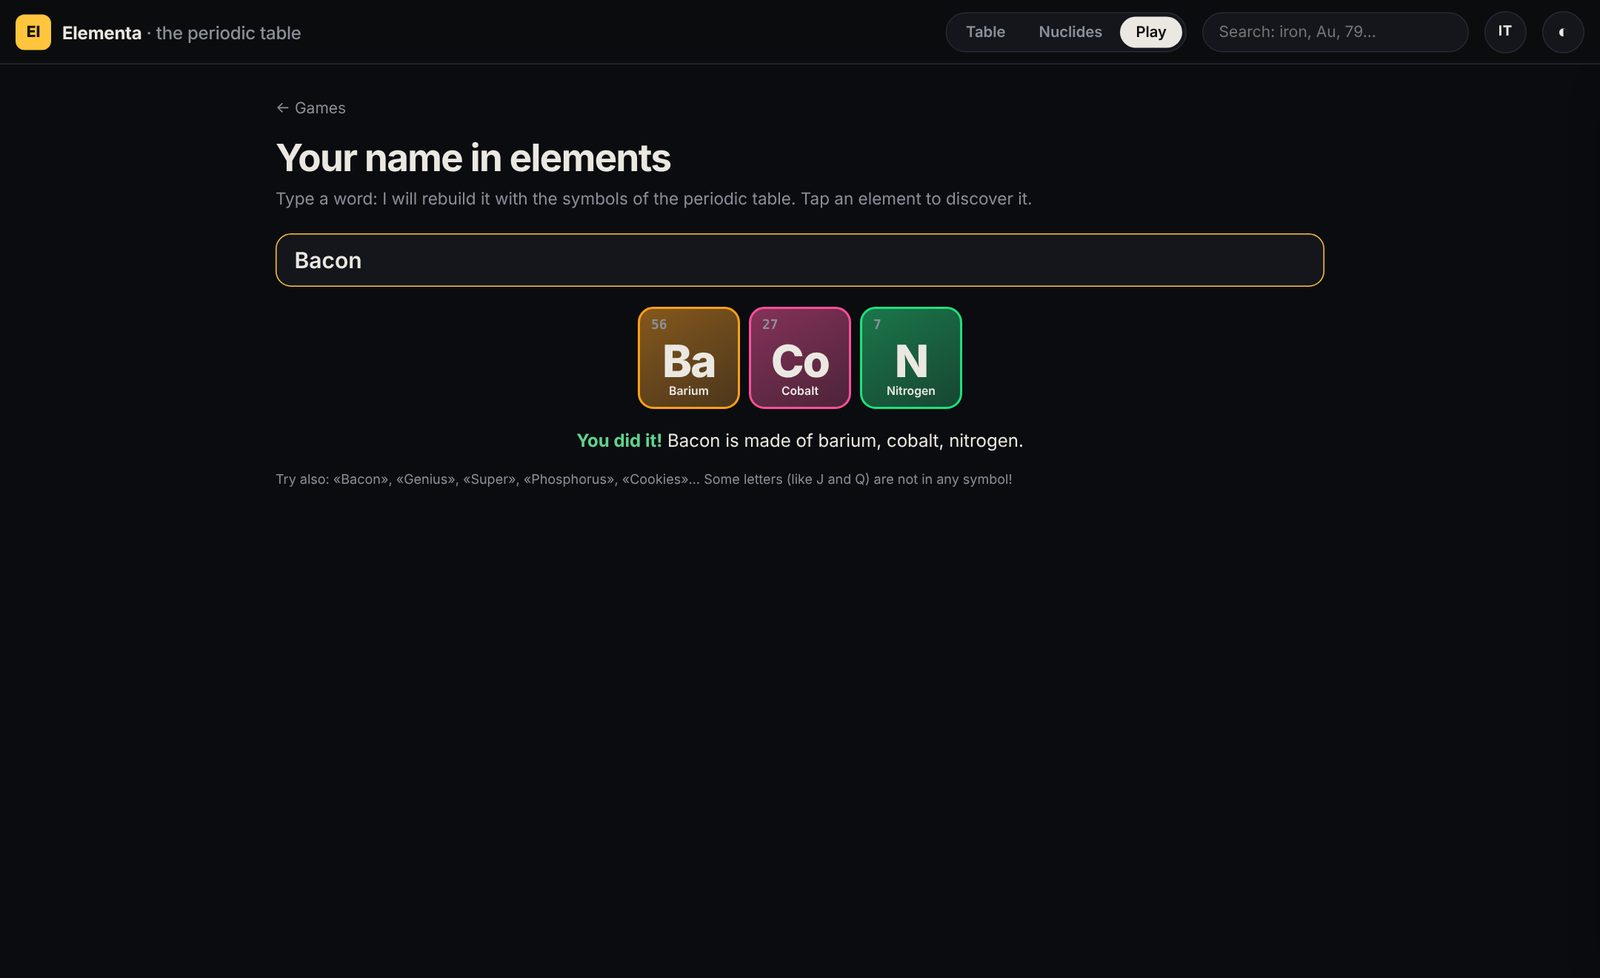 El Elementa · the periodic table Table Nuclides Play Search: iron, Au, 79... IT
← Games
Your name in elements
Type a word: I will rebuild it with the symbols of the periodic table. Tap an element to discover it.
Bacon
56 27 7
Ba Co N
Barium Cobalt Nitrogen
You did it! Bacon is made of barium, cobalt, nitrogen.
Try also: «Bacon», «Genius», «Super», «Phosphorus», «Cookies»... Some letters (like J and Q) are not in any symbol!